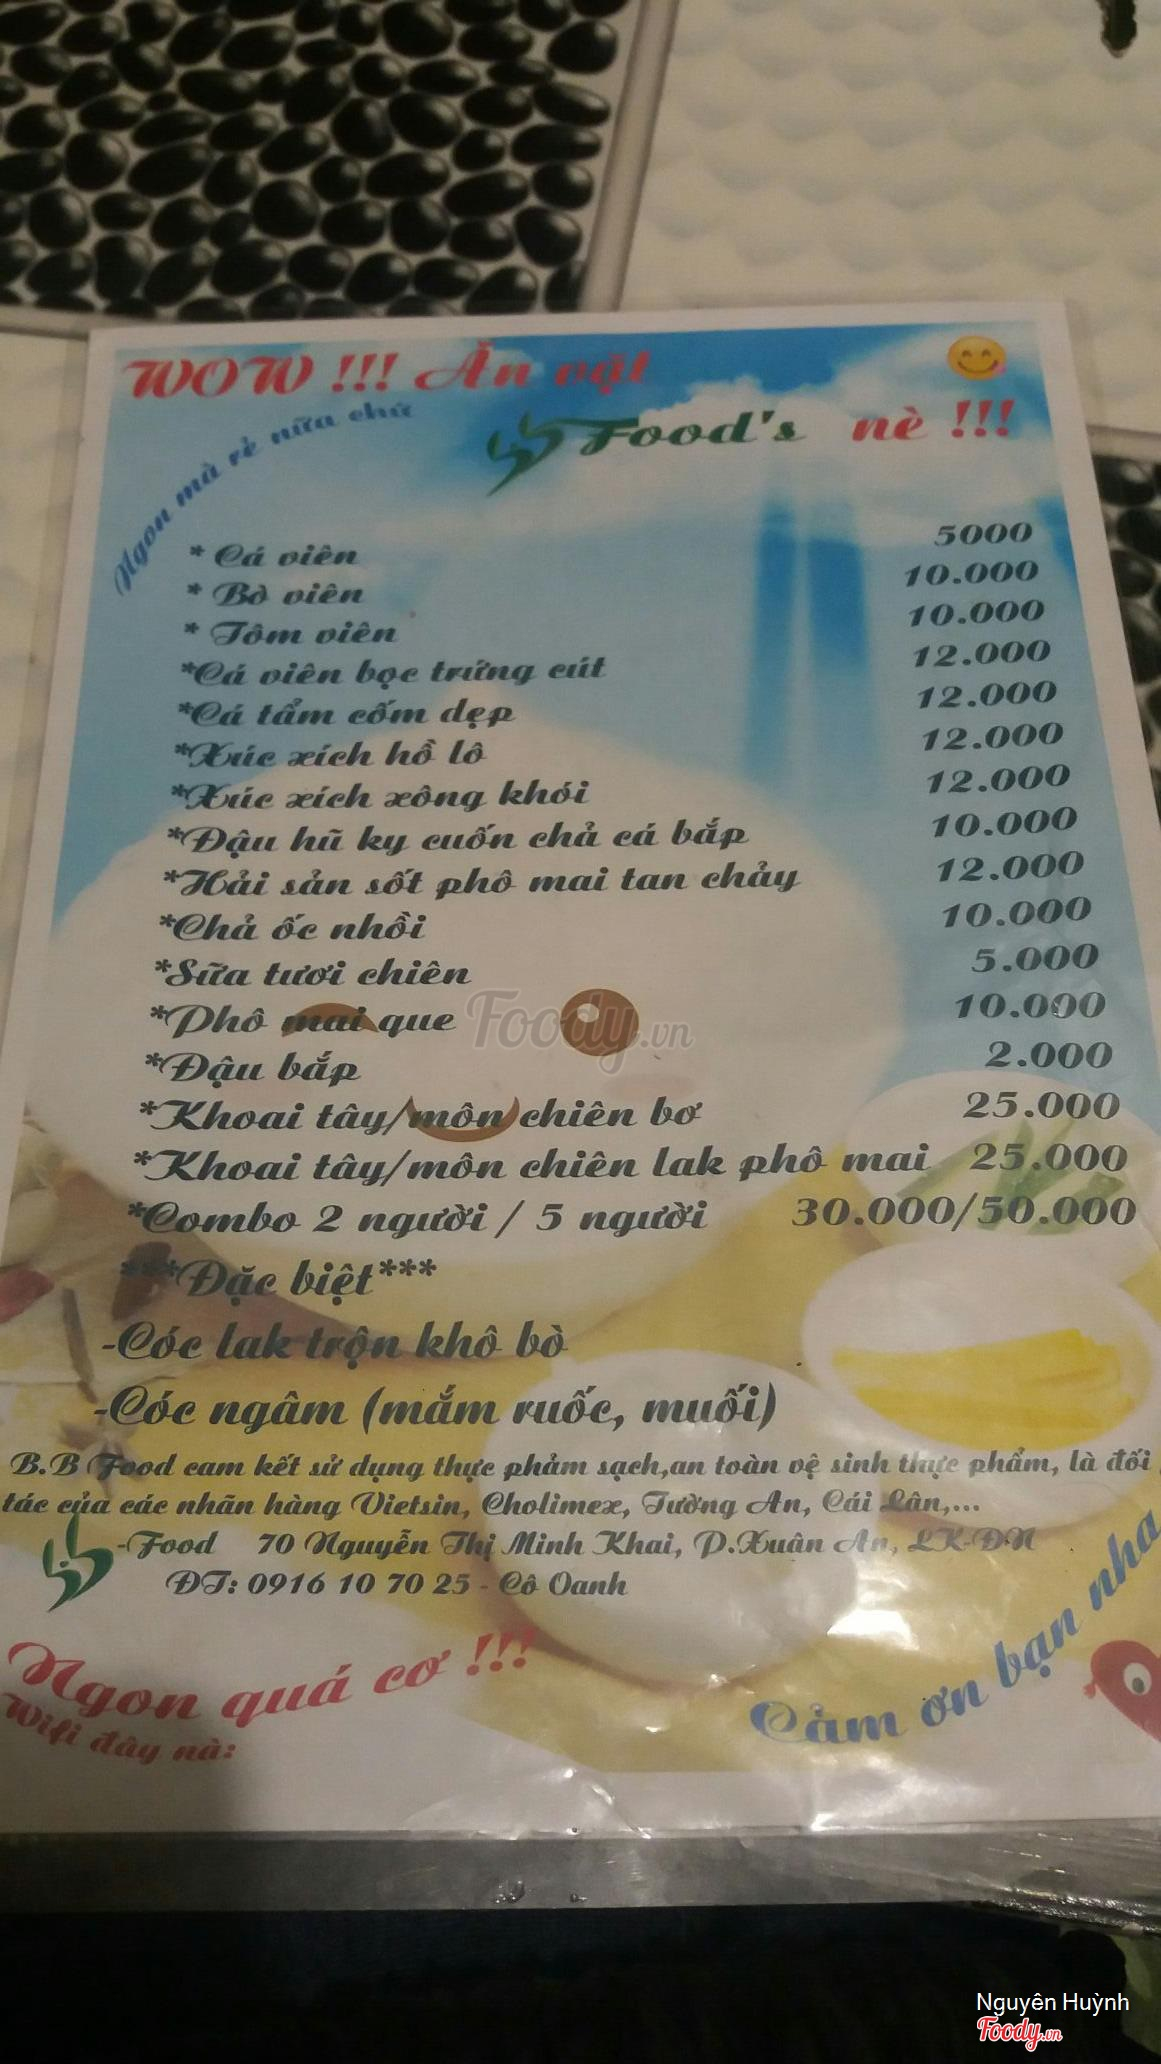 WOW !!! Ăn vặt
Food's nè !!!
Ngon mà rẻ nữa chứ
* Cá viên 5000
* Bò viên 10.000
* Tôm viên 10.000
*Cá viên bọc trứng cút 12.000
*Cá tẩm cốm dẹp 12.000
*Xúc xích hồ lô 12.000
*Xúc xích xông khói 12.000
*Đậu hũ ky cuốn chả cá bắp 10.000
*Hải sản sốt phô mai tan chảy 12.000
*Chả ốc nhồi 10.000
*Sữa tươi chiên 5.000
*Phô mai que 10.000
*Đậu bắp 2.000
*Khoai tây/môn chiên bơ 25.000
*Khoai tây/môn chiên lak phô mai 25.000
*Combo 2 người / 5 người 30.000/50.000
***Đặc biệt***
-Cóc lak trộn khô bò
-Cóc ngâm (mắm ruốc, muối)
B.B Food cam kết sử dụng thực phảm sạch,an toàn vệ sinh thực phẩm, là đối
tác của các nhãn hàng Vietsin, Cholimex, Tường An, Cái Lân,...
-Food 70 Nguyễn Thị Minh Khai, P.Xuân An, LK-ĐN
ĐT: 0916 10 70 25 - Cô Oanh
Ngon quá cơ !!!
Wifi đây nà:
Cảm ơn bạn nha
Foody.vn
Nguyên Huỳnh
Foody.vn